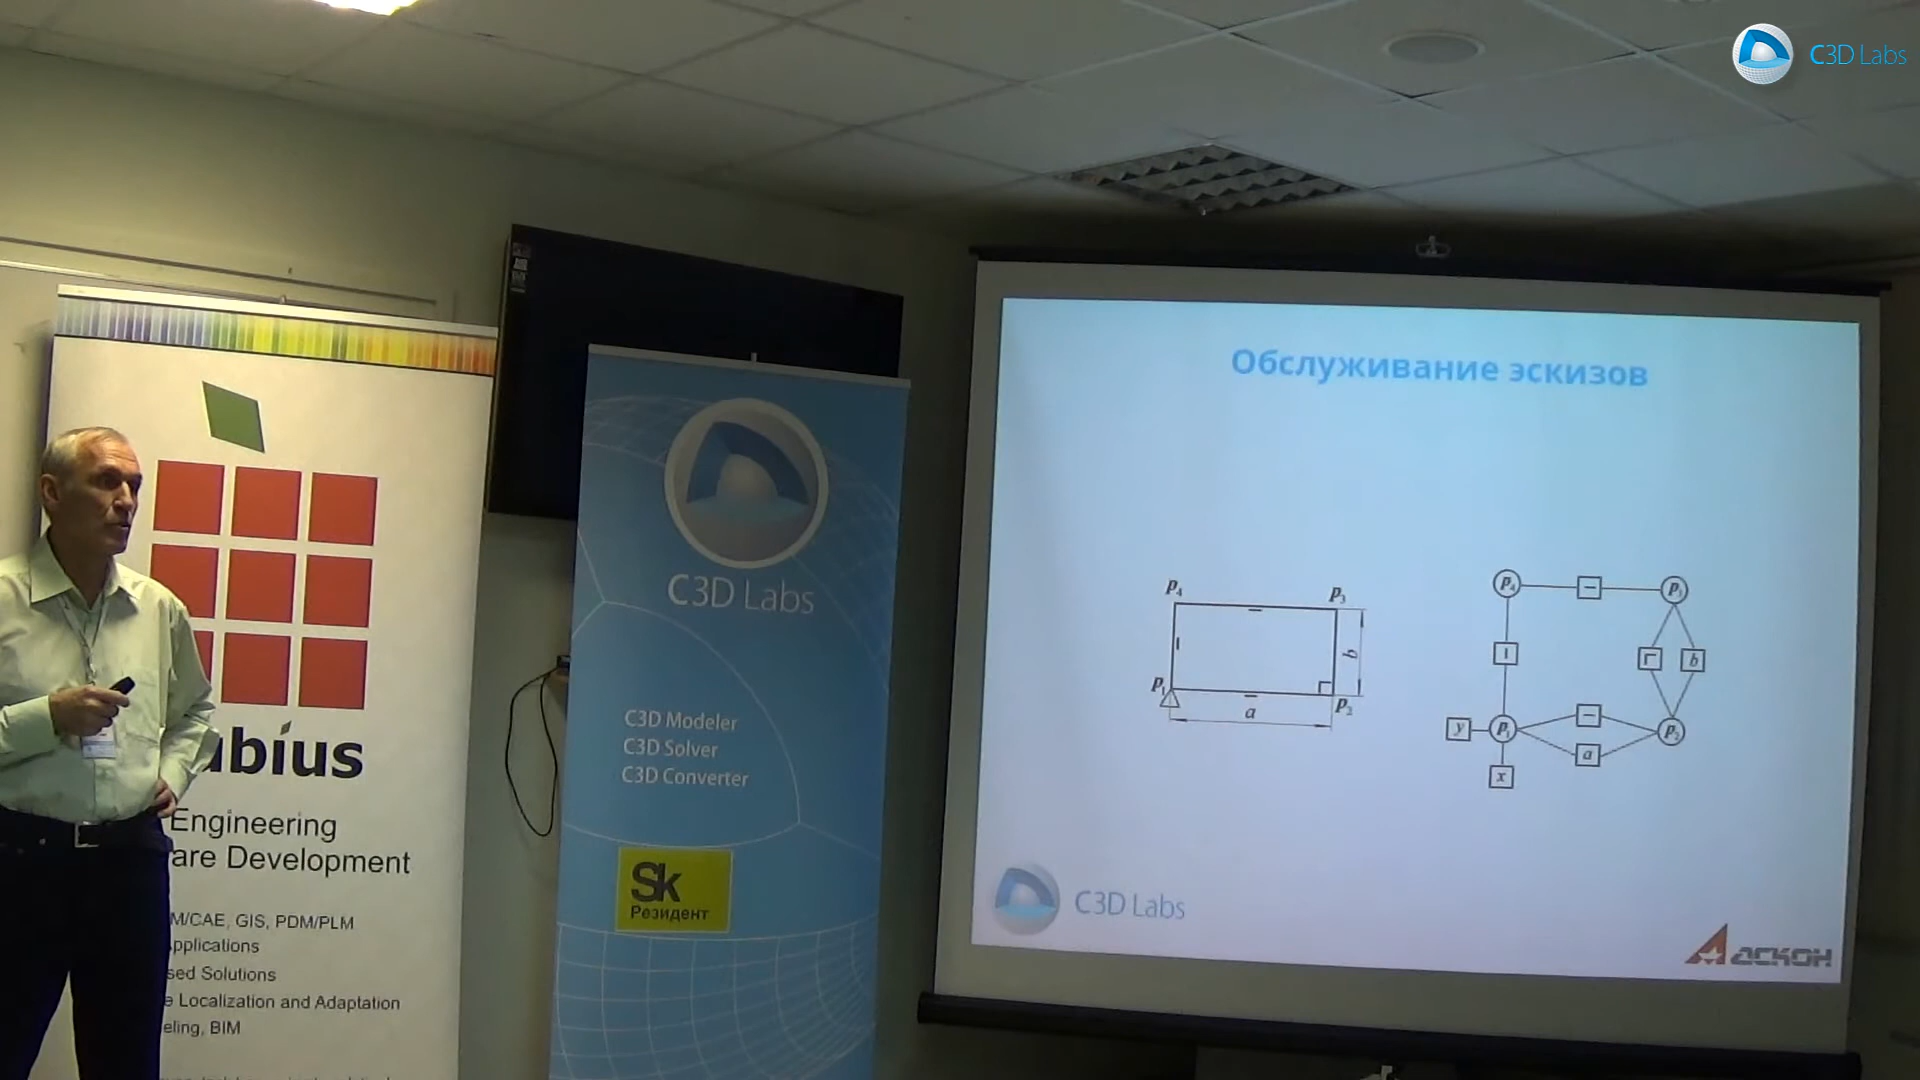 C3D Labs
Обслуживание эскизов
p4
p3
b
p1
p2
a
p4
–
p3
b
y
p1
–
p2
a
x
C3D Labs
АСКОН
C3D Labs
C3D Modeler
C3D Solver
C3D Converter
Sk
Резидент
ubius
Engineering
are Development
M/CAE, GIS, PDM/PLM
pplications
sed Solutions
e Localization and Adaptation
eling, BIM